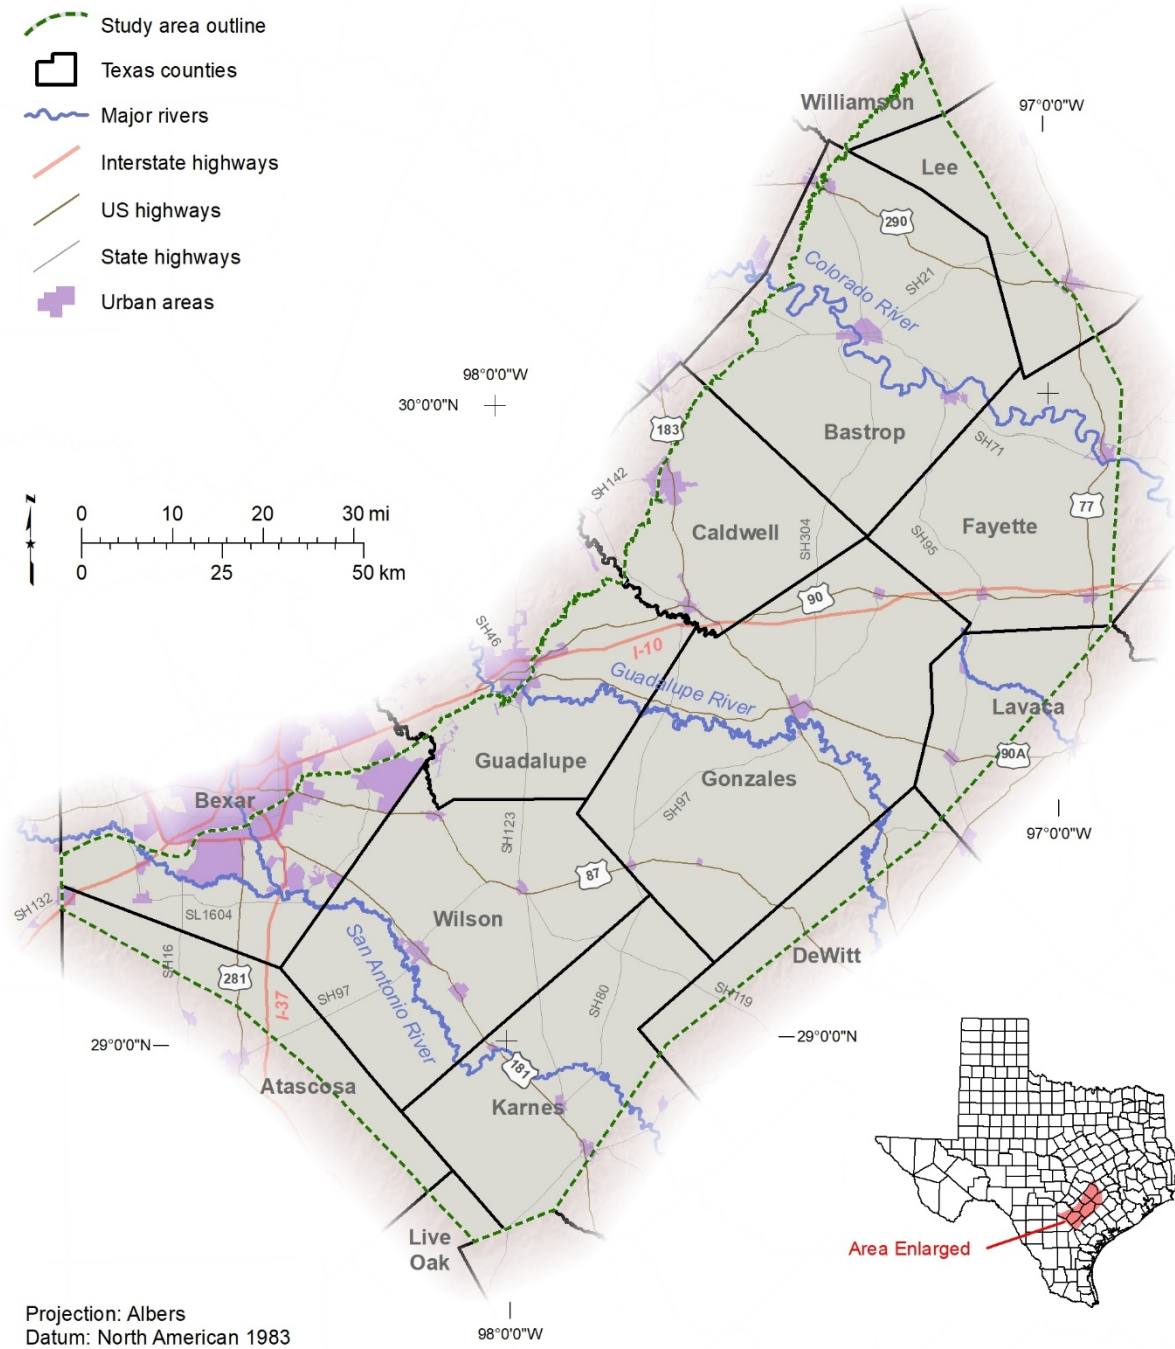 Study area outline
Texas counties
Major rivers
Interstate highways
US highways
State highways
Urban areas
Williamson
97°0'0"W
Lee
290
Colorado River
SH21
98°0'0"W
30°0'0"N
183
Bastrop
SH71
SH142
77
N
0 10 20 30 mi
0 25 50 km
Caldwell
SH304
SH95
Fayette
90
SH46
I-10
Guadalupe River
Lavaca
90A
Guadalupe
Gonzales
Bexar
SH97
SH123
97°0'0"W
87
SH132
SL1604
Wilson
SH16
281
San Antonio River
DeWitt
I-37
SH97
SH80
SH119
29°0'0"N
29°0'0"N
181
Atascosa
Karnes
Live
Oak
Area Enlarged
Projection: Albers
Datum: North American 1983
98°0'0"W